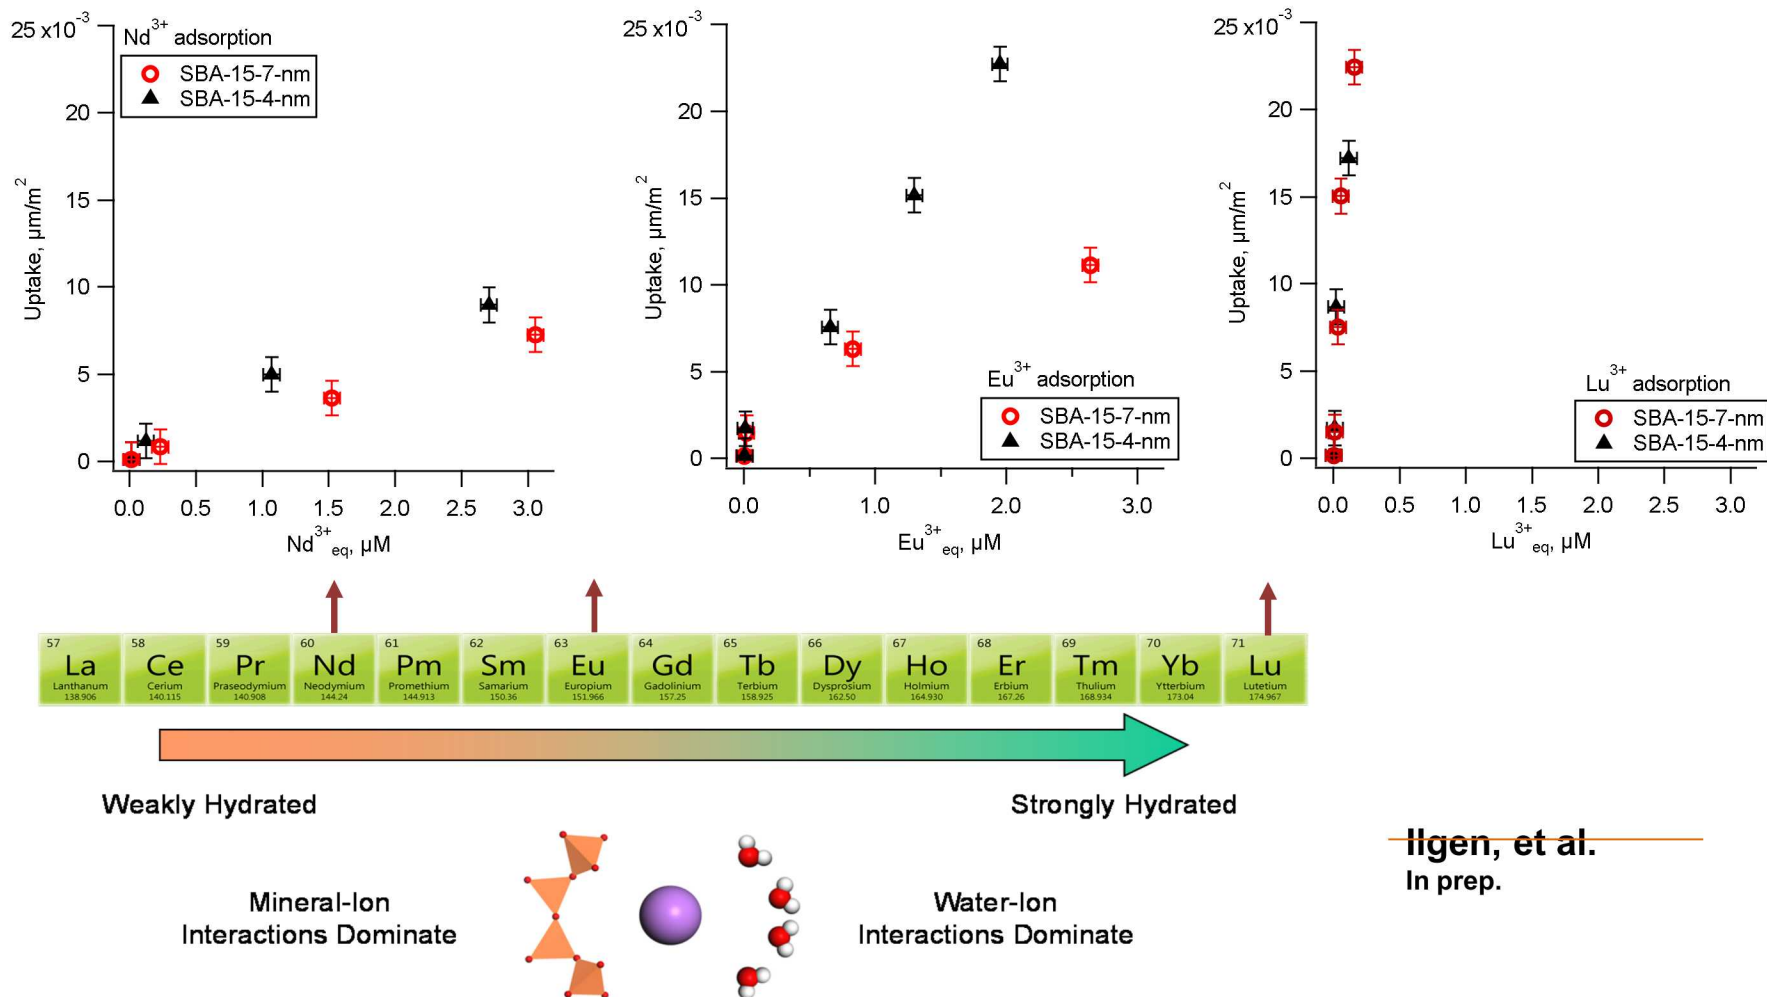 25 x10-3
Nd3+ adsorption
SBA-15-7-nm
SBA-15-4-nm
20
15
10
5
0
Uptake, µm/m2
0.0 0.5 1.0 1.5 2.0 2.5 3.0
Nd3+eq, µM
25 x10-3
20
15
10
5
0
Uptake, µm/m2
Eu3+ adsorption
SBA-15-7-nm
SBA-15-4-nm
0.0 1.0 2.0 3.0
Eu3+eq, µM
25 x10-3
20
15
10
5
0
Uptake, µm/m2
Lu3+ adsorption
SBA-15-7-nm
SBA-15-4-nm
0.0 0.5 1.0 1.5 2.0 2.5 3.0
Lu3+eq, µM
57 58 59 60 61 62 63 64 65 66 67 68 69 70 71
La Ce Pr Nd Pm Sm Eu Gd Tb Dy Ho Er Tm Yb Lu
Lanthanum Cerium Praseodymium Neodymium Promethium Samarium Europium Gadolinium Terbium Dysprosium Holmium Erbium Thulium Ytterbium Lutetium
138.906 140.115 140.908 144.24 144.913 150.36 151.966 157.25 158.925 162.50 164.930 167.26 168.934 173.04 174.967
Weakly Hydrated
Strongly Hydrated
Mineral-Ion
Interactions Dominate
Water-Ion
Interactions Dominate
Ilgen, et al.
In prep.